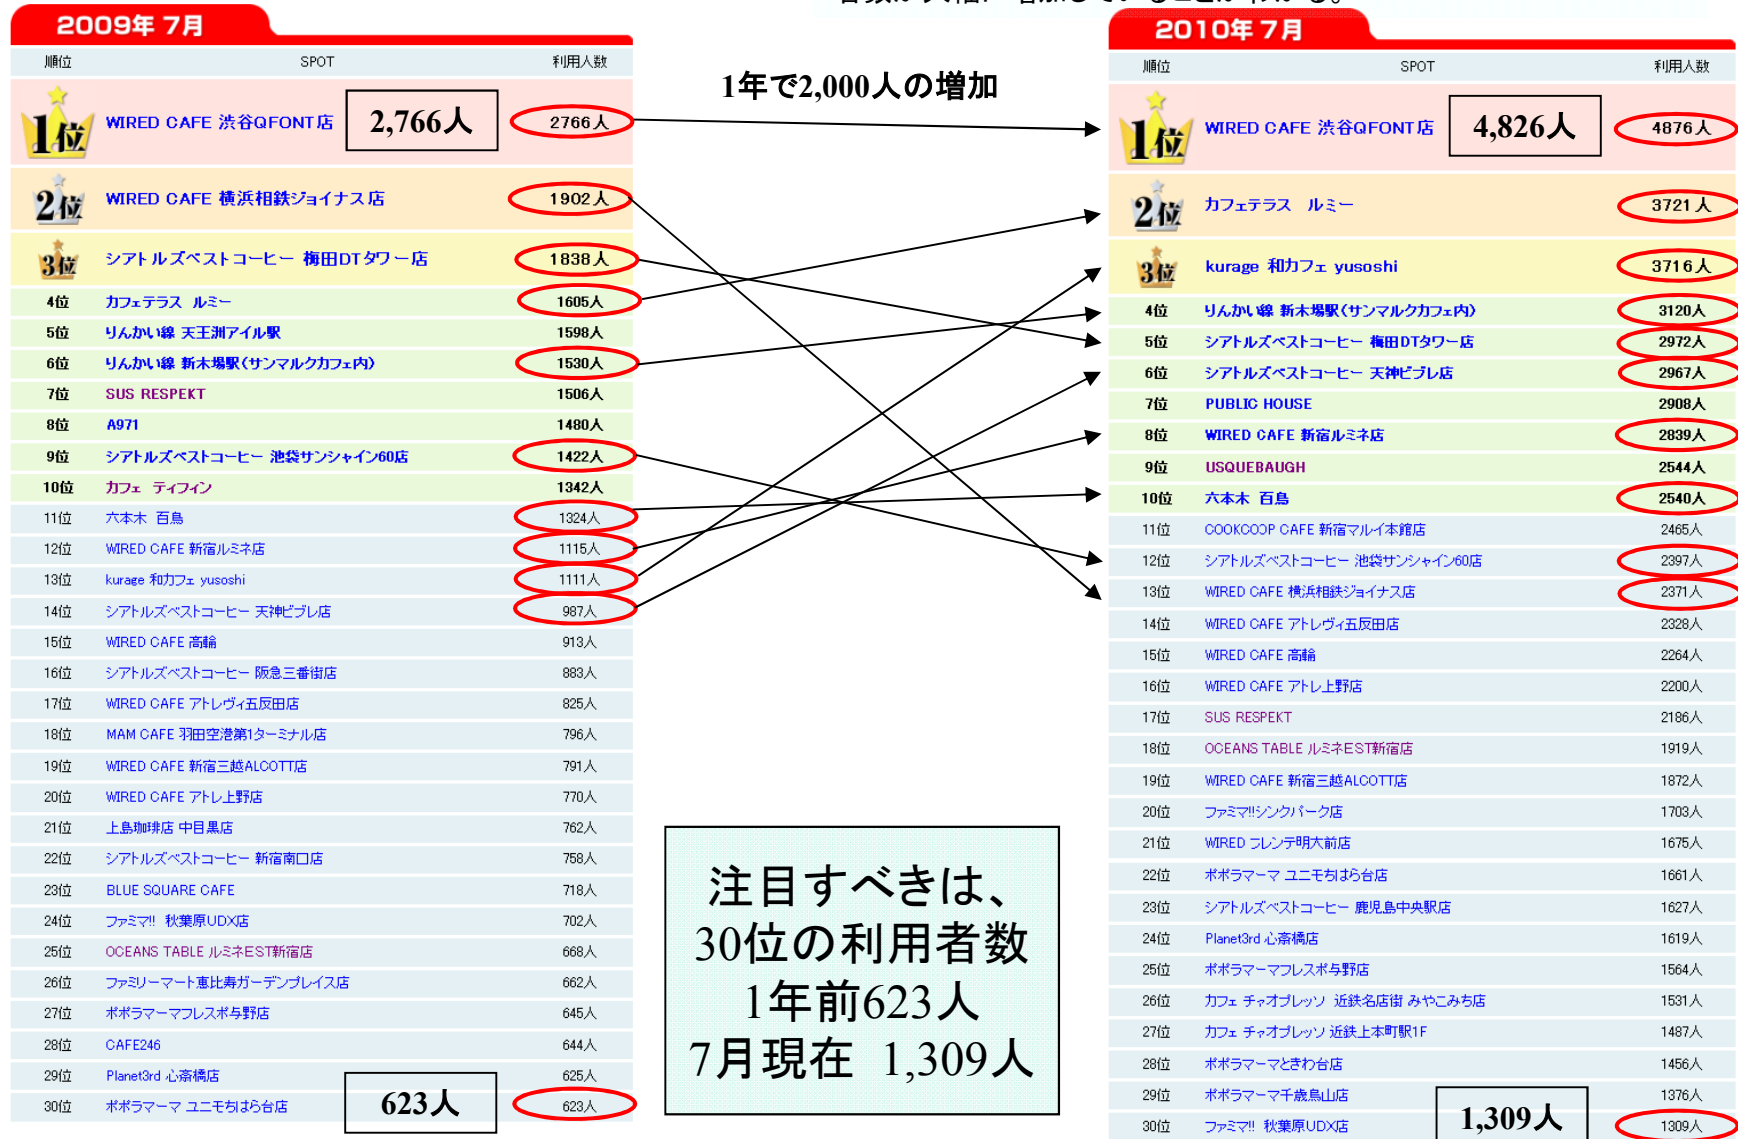 2009年 7月
順位 SPOT 利用人数
1位 WIRED CAFE 渋谷QFONT店 2,766人 2766人
2位 WIRED CAFE 横浜相鉄ジョイナス店 1902人
3位 シアトルズベストコーヒー 梅田DTタワー店 1838人
4位 カフェテラス ルミー 1605人
5位 りんかい線 天王洲アイル駅 1598人
6位 りんかい線 新木場駅(サンマルクカフェ内) 1530人
7位 SUS RESPEKT 1506人
8位 A971 1480人
9位 シアトルズベストコーヒー 池袋サンシャイン60店 1422人
10位 カフェ ティフィン 1342人
11位 六本木 百鳥 1324人
12位 WIRED CAFE 新宿ルミネ店 1115人
13位 kurage 和カフェ yusoshi 1111人
14位 シアトルズベストコーヒー 天神ビブレ店 987人
15位 WIRED CAFE 高輪 913人
16位 シアトルズベストコーヒー 阪急三番街店 883人
17位 WIRED CAFE アトレヴィ五反田店 825人
18位 MAM CAFE 羽田空港第1ターミナル店 796人
19位 WIRED CAFE 新宿三越ALCOTT店 791人
20位 WIRED CAFE アトレ上野店 770人
21位 上島珈琲店 中目黒店 762人
22位 シアトルズベストコーヒー 新宿南口店 758人
23位 BLUE SQUARE CAFE 718人
24位 ファミマ!! 秋葉原UDX店 702人
25位 OCEANS TABLE ルミネEST新宿店 668人
26位 ファミリーマート恵比寿ガーデンプレイス店 662人
27位 ポポラマーマフレスポ与野店 645人
28位 CAFE246 644人
29位 Planet3rd 心斎橋店 625人
30位 ポポラマーマ ユニモちはら台店 623人 623人
1年で2,000人の増加
注目すべきは、
30位の利用者数
1年前623人
7月現在 1,309人
2010年 7月
順位 SPOT 利用人数
1位 WIRED CAFE 渋谷QFONT店 4,826人 4876人
2位 カフェテラス ルミー 3721人
3位 kurage 和カフェ yusoshi 3716人
4位 りんかい線 新木場駅(サンマルクカフェ内) 3120人
5位 シアトルズベストコーヒー 梅田DTタワー店 2972人
6位 シアトルズベストコーヒー 天神ビブレ店 2967人
7位 PUBLIC HOUSE 2908人
8位 WIRED CAFE 新宿ルミネ店 2839人
9位 USQUEBAUGH 2544人
10位 六本木 百鳥 2540人
11位 COOKCOOP CAFE 新宿マルイ本館店 2465人
12位 シアトルズベストコーヒー 池袋サンシャイン60店 2397人
13位 WIRED CAFE 横浜相鉄ジョイナス店 2371人
14位 WIRED CAFE アトレヴィ五反田店 2328人
15位 WIRED CAFE 高輪 2264人
16位 WIRED CAFE アトレ上野店 2200人
17位 SUS RESPEKT 2186人
18位 OCEANS TABLE ルミネEST新宿店 1919人
19位 WIRED CAFE 新宿三越ALCOTT店 1872人
20位 ファミマ!!シンクパーク店 1703人
21位 WIRED フレンテ明大前店 1675人
22位 ポポラマーマ ユニモちはら台店 1661人
23位 シアトルズベストコーヒー 鹿児島中央駅店 1627人
24位 Planet3rd 心斎橋店 1619人
25位 ポポラマーマフレスポ与野店 1564人
26位 カフェ チャオプレッソ 近鉄名店街 みやこみち店 1531人
27位 カフェ チャオプレッソ 近鉄上本町駅1F 1487人
28位 ポポラマーマときわ台店 1456人
29位 ポポラマーマ千歳烏山店 1376人
30位 ファミマ!! 秋葉原UDX店 1,309人 1309人